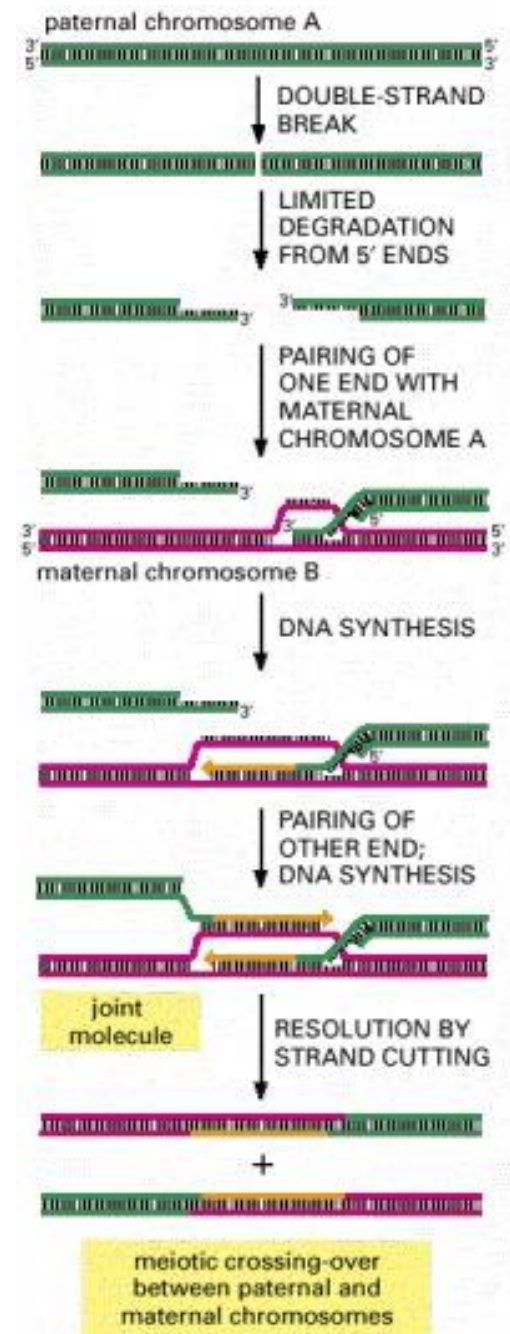 paternal chromosome A
3′ 5′
5′ 3′
DOUBLE-STRAND
BREAK
LIMITED
DEGRADATION
FROM 5′ ENDS
3′ 3′
PAIRING OF
ONE END WITH
MATERNAL
CHROMOSOME A
3′
5′
3′ 3′ 5′
5′ 3′
maternal chromosome B
DNA SYNTHESIS
3′
5′
PAIRING OF
OTHER END;
DNA SYNTHESIS
joint
molecule
RESOLUTION BY
STRAND CUTTING
+
meiotic crossing-over
between paternal and
maternal chromosomes